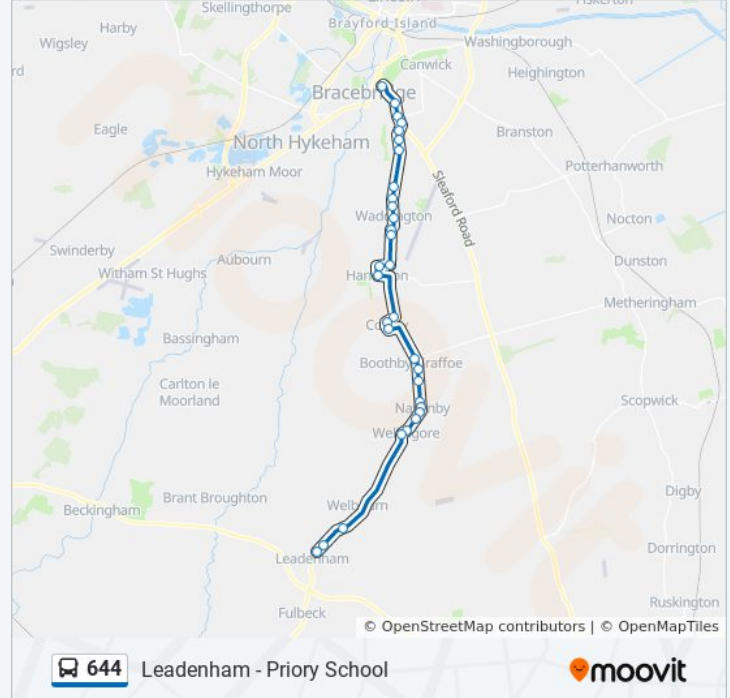 Skellingthorpe
Harby
Brayford Island
Wigsley
Washingborough
Canwick
Heighington
Bracebridge
Eagle
Branston
North Hykeham
Potterhanworth
Hykeham Moor
Sleaford Road
Waddington
Nocton
Swinderby
Aubourn
Dunston
Witham St Hughs
Metheringham
Bassingham
Boothby Graffoe
Carlton le
Moorland
Scopwick
Navenby
Wellingore
Digby
Brant Broughton
Welbourn
Beckingham
Dorrington
Leadenham
Ruskington
Fulbeck
© OpenStreetMap contributors | © OpenMapTiles
644 Leadenham - Priory School
moovit